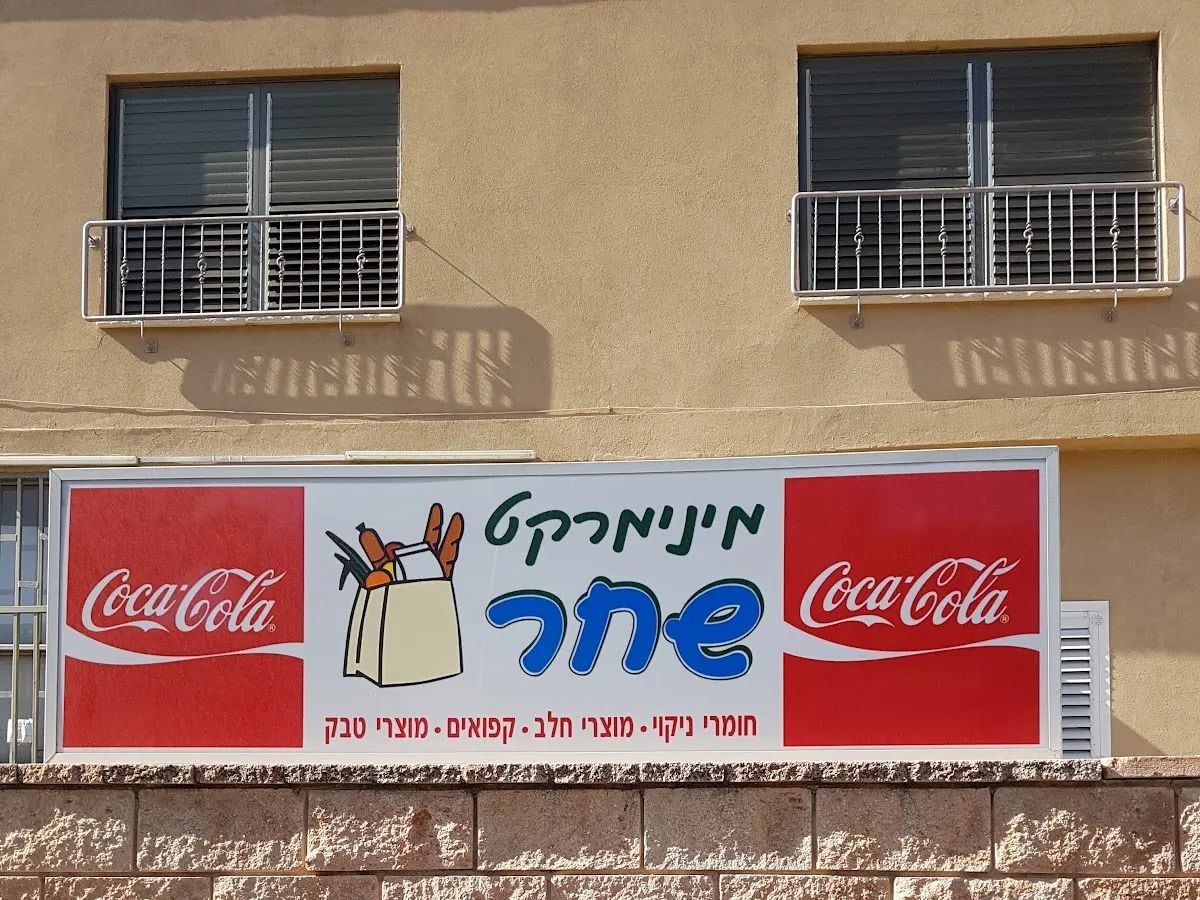 Coca-Cola®
מינימרקט
שחר
חומרי ניקוי • מוצרי חלב • קפואים • מוצרי טבק
Coca-Cola®